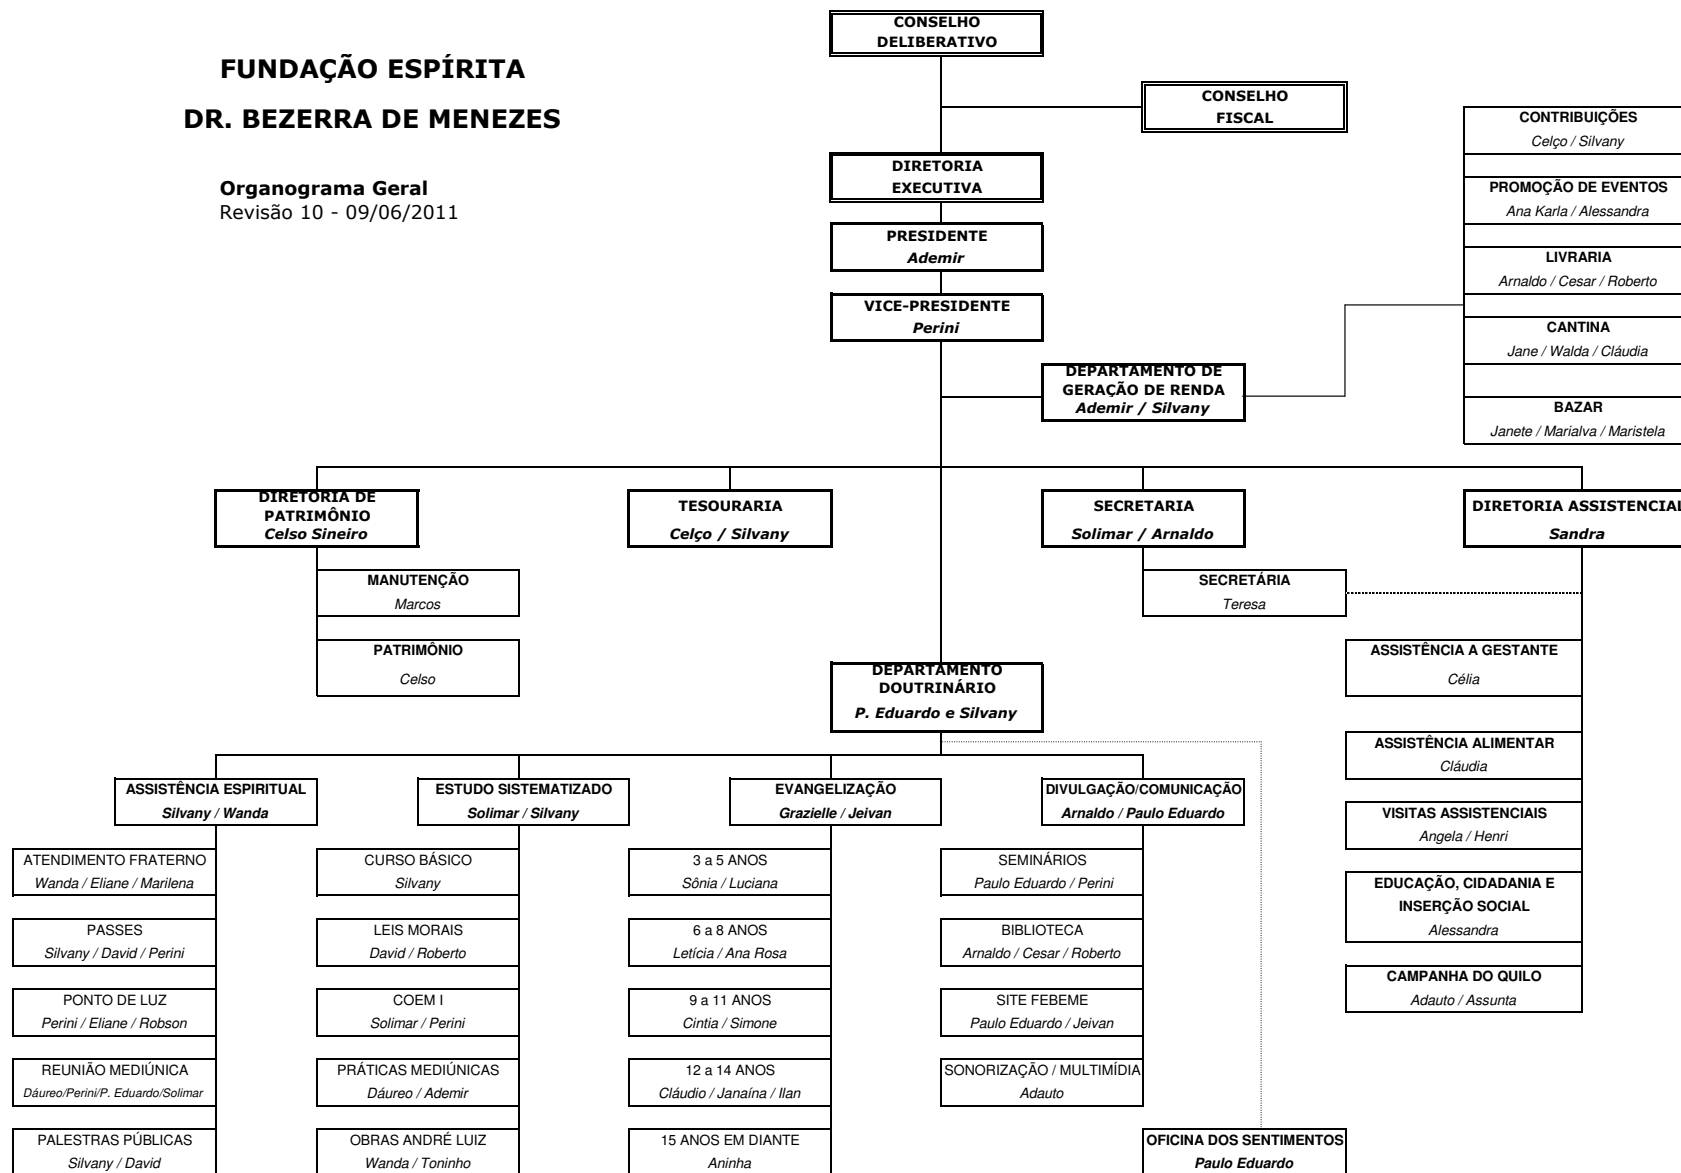 FUNDAÇÃO ESPÍRITA
DR. BEZERRA DE MENEZES
Organograma Geral
Revisão 10 - 09/06/2011
CONSELHO
DELIBERATIVO
CONSELHO
FISCAL
DIRETORIA
EXECUTIVA
PRESIDENTE
Ademir
VICE-PRESIDENTE
Perini
DEPARTAMENTO DE
GERAÇÃO DE RENDA
Ademir / Silvany
CONTRIBUIÇÕES
Celço / Silvany
PROMOÇÃO DE EVENTOS
Ana Karla / Alessandra
LIVRARIA
Arnaldo / Cesar / Roberto
CANTINA
Jane / Walda / Cláudia
BAZAR
Janete / Marialva / Maristela
DIRETORIA DE
PATRIMÔNIO
Celso Sineiro
MANUTENÇÃO
Marcos
PATRIMÔNIO
Celso
TESOURARIA
Celço / Silvany
SECRETARIA
Solimar / Arnaldo
SECRETÁRIA
Teresa
DIRETORIA ASSISTENCIAL
Sandra
ASSISTÊNCIA A GESTANTE
Célia
ASSISTÊNCIA ALIMENTAR
Cláudia
VISITAS ASSISTENCIAIS
Angela / Henri
EDUCAÇÃO, CIDADANIA E
INSERÇÃO SOCIAL
Alessandra
CAMPANHA DO QUILO
Adauto / Assunta
DEPARTAMENTO
DOUTRINÁRIO
P. Eduardo e Silvany
ASSISTÊNCIA ESPIRITUAL
Silvany / Wanda
ATENDIMENTO FRATERNO
Wanda / Eliane / Marilena
PASSES
Silvany / David / Perini
PONTO DE LUZ
Perini / Eliane / Robson
REUNIÃO MEDIÚNICA
Dáureo/Perini/P. Eduardo/Solimar
PALESTRAS PÚBLICAS
Silvany / David
ESTUDO SISTEMATIZADO
Solimar / Silvany
CURSO BÁSICO
Silvany
LEIS MORAIS
David / Roberto
COEM I
Solimar / Perini
PRÁTICAS MEDIÚNICAS
Dáureo / Ademir
OBRAS ANDRÉ LUIZ
Wanda / Toninho
EVANGELIZAÇÃO
Grazielle / Jeivan
3 a 5 ANOS
Sônia / Luciana
6 a 8 ANOS
Letícia / Ana Rosa
9 a 11 ANOS
Cintia / Simone
12 a 14 ANOS
Cláudio / Janaína / Ilan
15 ANOS EM DIANTE
Aninha
DIVULGAÇÃO/COMUNICAÇÃO
Arnaldo / Paulo Eduardo
SEMINÁRIOS
Paulo Eduardo / Perini
BIBLIOTECA
Arnaldo / Cesar / Roberto
SITE FEBEME
Paulo Eduardo / Jeivan
SONORIZAÇÃO / MULTIMÍDIA
Adauto
OFICINA DOS SENTIMENTOS
Paulo Eduardo